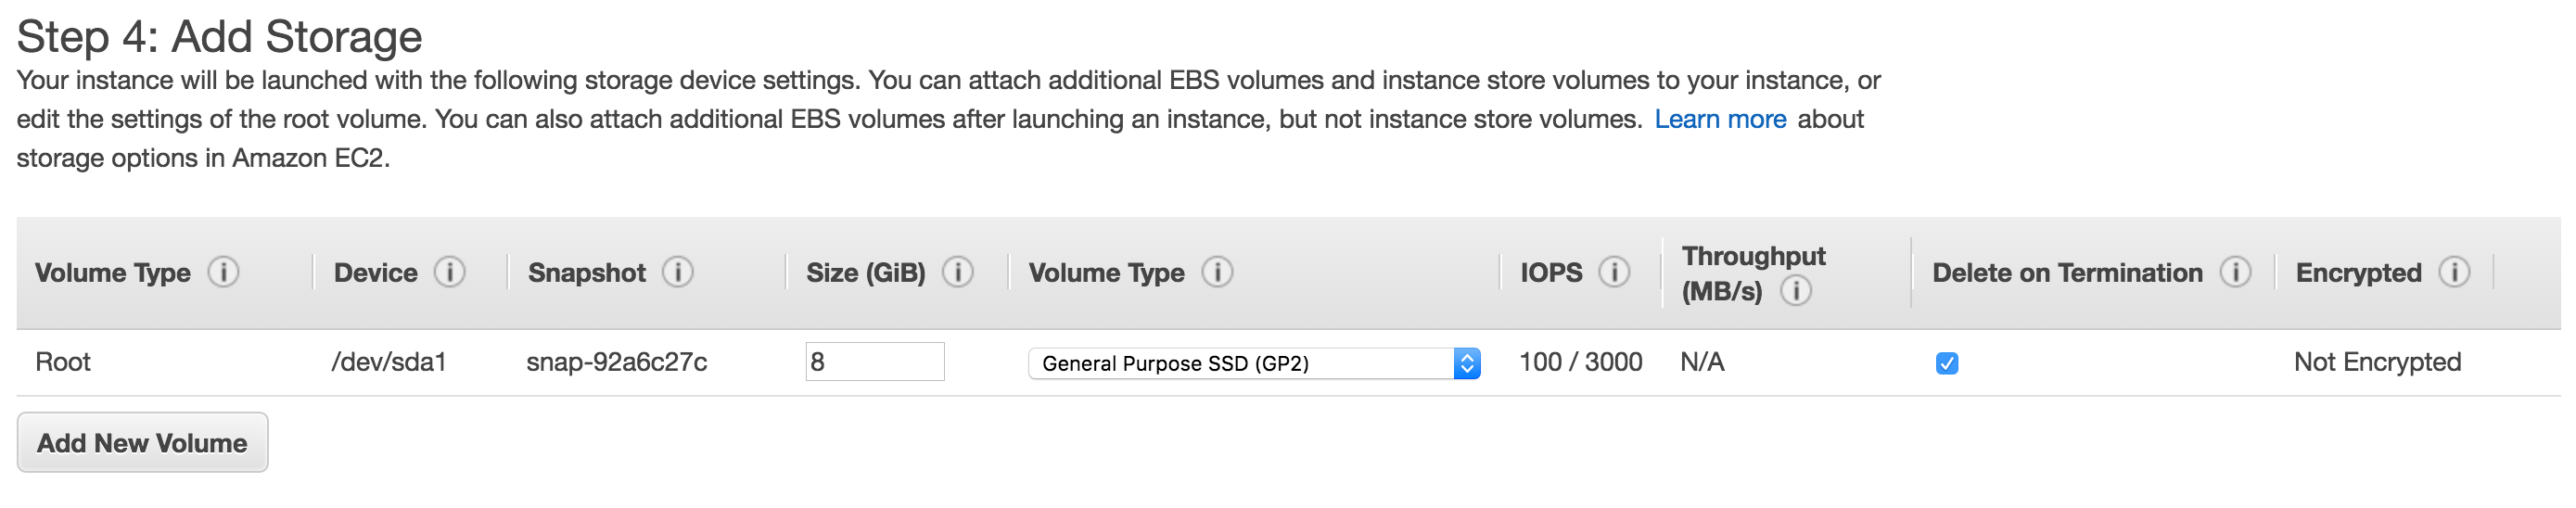 Step 4: Add Storage
Your instance will be launched with the following storage device settings. You can attach additional EBS volumes and instance store volumes to your instance, or
edit the settings of the root volume. You can also attach additional EBS volumes after launching an instance, but not instance store volumes. Learn more about
storage options in Amazon EC2.
Volume Type Device Snapshot Size (GiB) Volume Type IOPS Throughput (MB/s) Delete on Termination Encrypted
Root /dev/sda1 snap-92a6c27c 8 General Purpose SSD (GP2) 100 / 3000 N/A Not Encrypted
Add New Volume